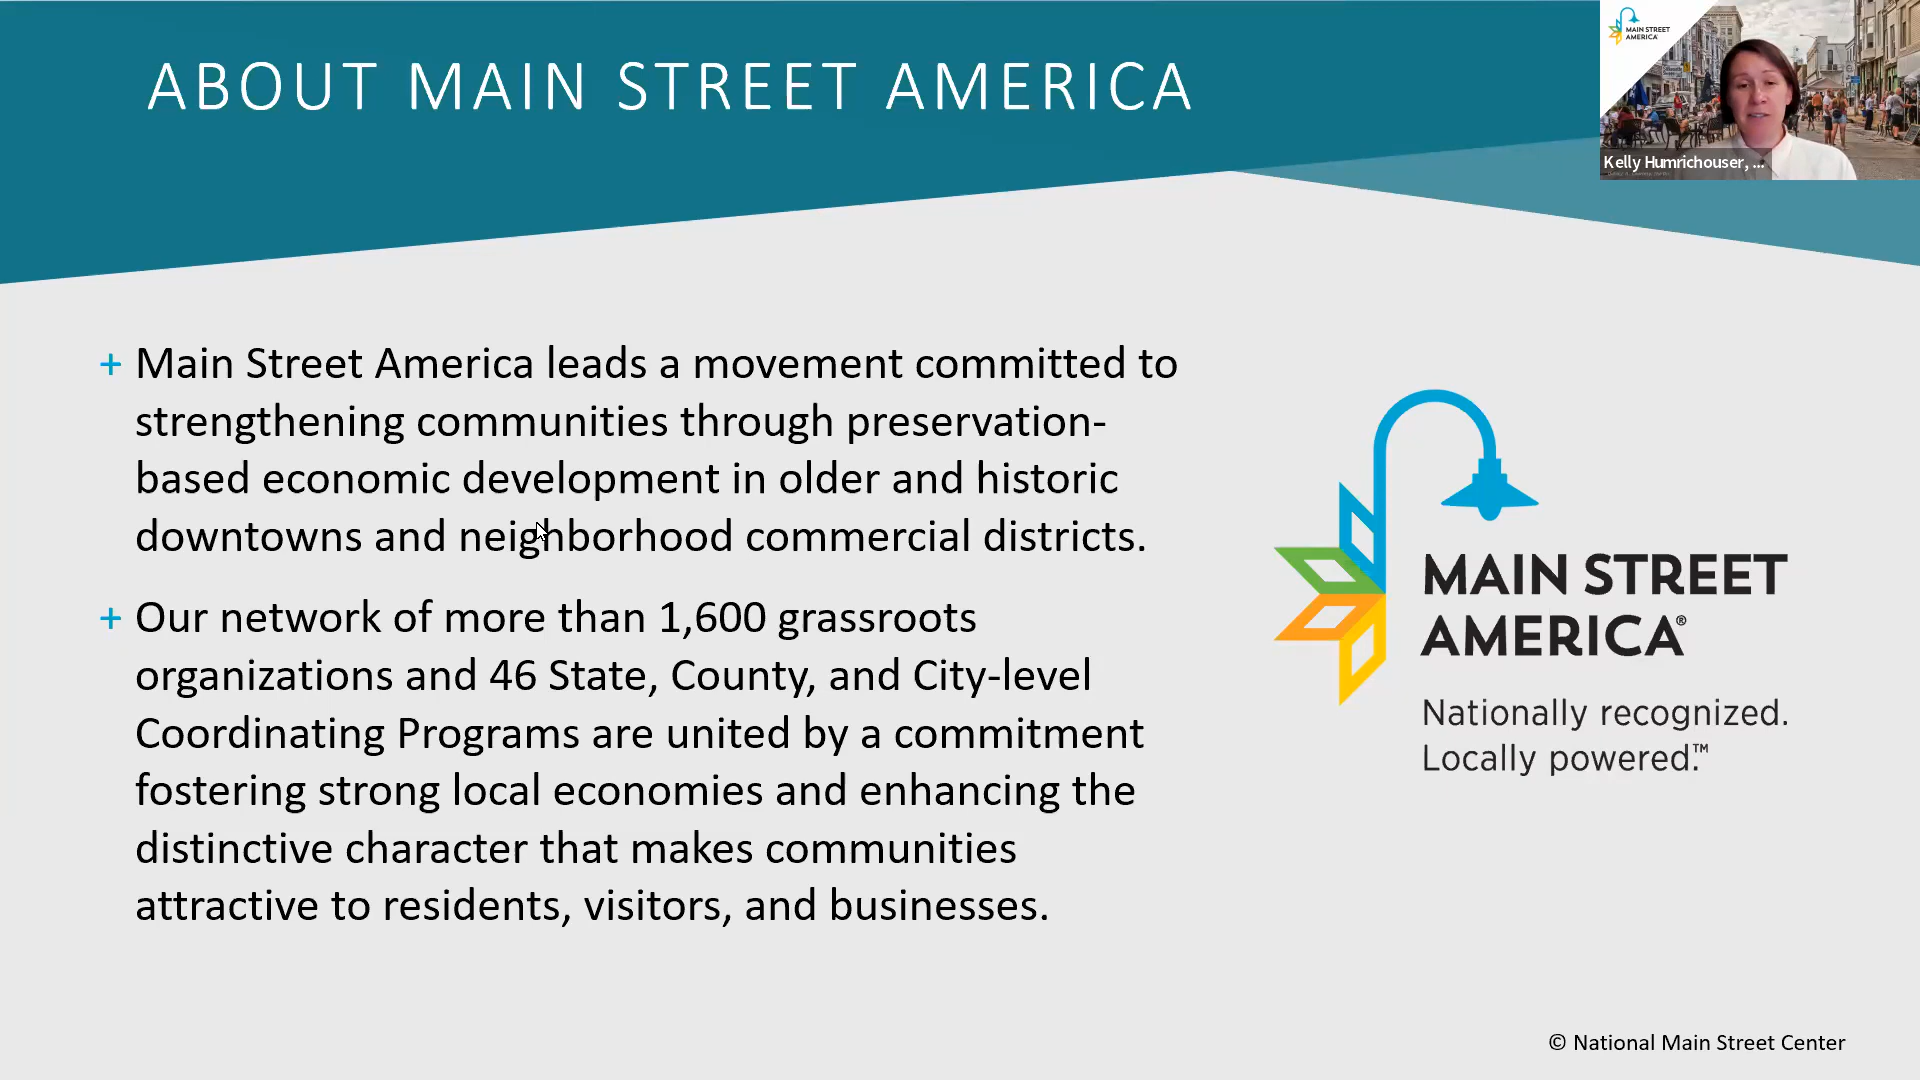 ABOUT MAIN STREET AMERICA
MAIN STREET
AMERICA
Kelly Humrichouser, ...
+ Main Street America leads a movement committed to
strengthening communities through preservation-
based economic development in older and historic
downtowns and neighborhood commercial districts.
+ Our network of more than 1,600 grassroots
organizations and 46 State, County, and City-level
Coordinating Programs are united by a commitment
fostering strong local economies and enhancing the
distinctive character that makes communities
attractive to residents, visitors, and businesses.
MAIN STREET
AMERICA®
Nationally recognized.
Locally powered.™
© National Main Street Center